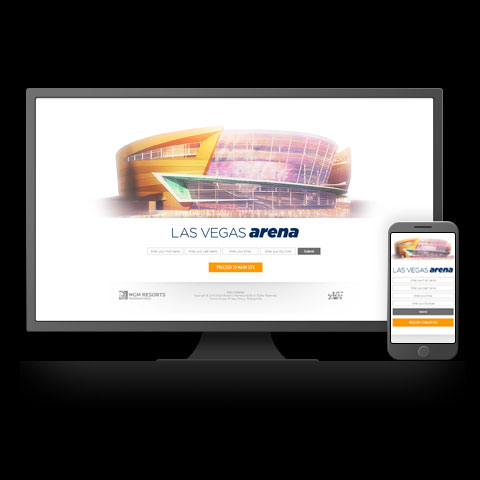 LAS VEGAS arena
Enter your First name Enter your Last name Enter your Email Enter your Zip Code Submit
PROCEED TO MAIN SITE
MGM RESORTS
INTERNATIONAL
LAS VEGAS arena
Enter your First name
Enter your Last name
Enter your Email
Enter your Zip Code
Submit
PROCEED TO MAIN SITE